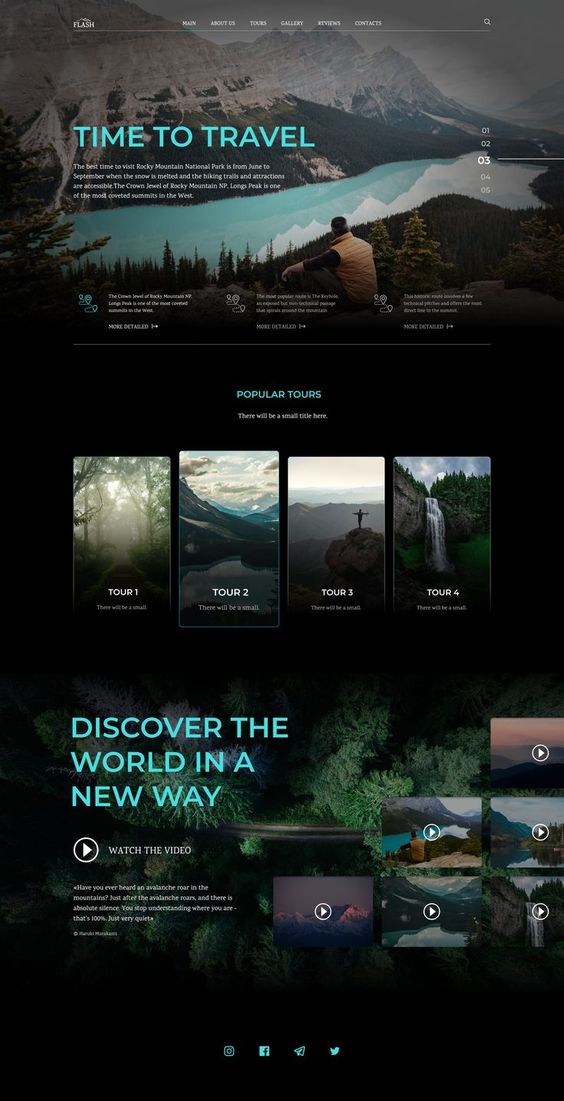 FLASH
MAIN ABOUT US TOURS GALLERY REVIEWS CONTACTS
TIME TO TRAVEL
The best time to visit Rocky Mountain National Park is from June to
September when the snow is melted and the hiking trails and attractions
are accessible.The Crown Jewel of Rocky Mountain NP, Longs Peak is one
of the most coveted summits in the West.
01
02
03
04
05
The Crown Jewel of Rocky Mountain NP.
Longs Peak is one of the most coveted
summits in the West.
MORE DETAILED
The most popular route is The Keyhole,
an exposed but non-technical passage
that spirals around the mountain
MORE DETAILED
This historic route involves a few
technical pitches and offers the most
direct line to the summit.
MORE DETAILED
POPULAR TOURS
There will be a small title here.
TOUR 1
There will be a small.
TOUR 2
There will be a small.
TOUR 3
There will be a small.
TOUR 4
There will be a small.
DISCOVER THE
WORLD IN A
NEW WAY
WATCH THE VIDEO
«Have you ever heard an avalanche roar in the
mountains? Just after the avalanche roars, and there is
absolute silence. You stop understanding where you are -
that's 100%. Just very quiet»
© Haruki Murakami